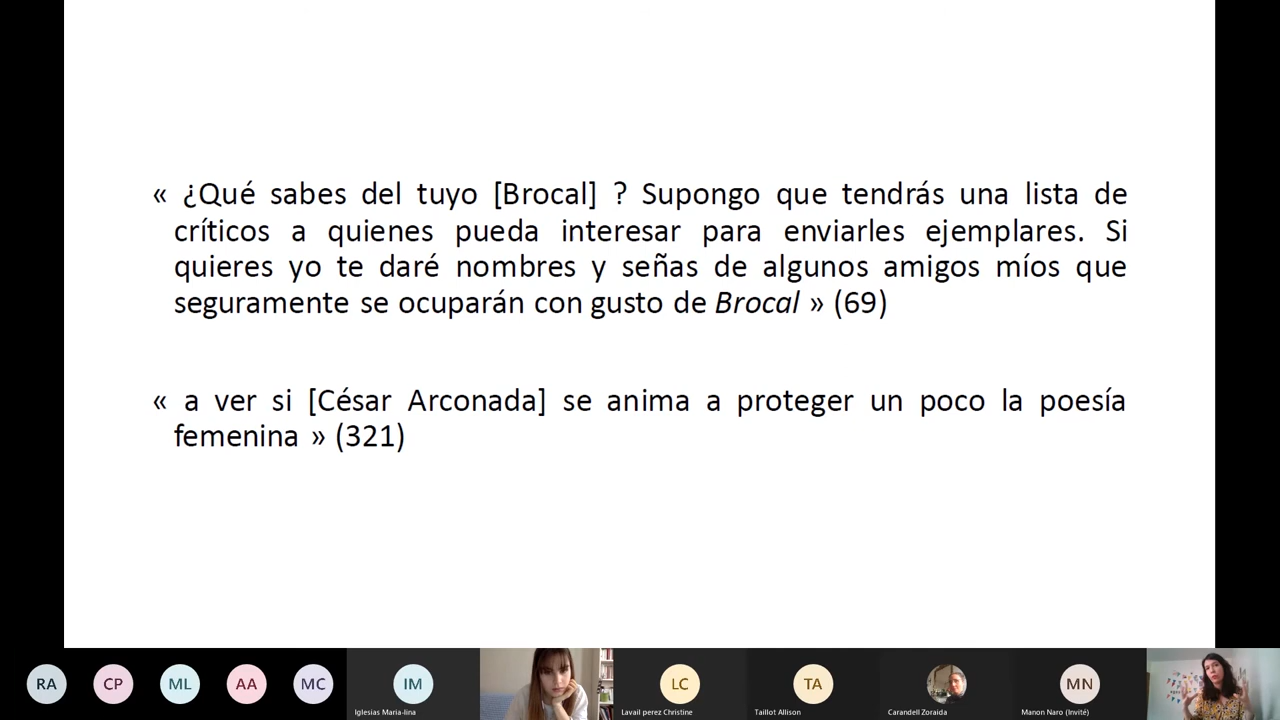 « ¿Qué sabes del tuyo [Brocal] ? Supongo que tendrás una lista de
críticos a quienes pueda interesar para enviarles ejemplares. Si
quieres yo te daré nombres y señas de algunos amigos míos que
seguramente se ocuparán con gusto de Brocal » (69)
« a ver si [César Arconada] se anima a proteger un poco la poesía
femenina » (321)
RA CP ML AA MC IM LC TA MN
Iglesias Maria-lina Lavail perez Christine Taillot Allison Carandell Zoraida Manon Naro (Invité)